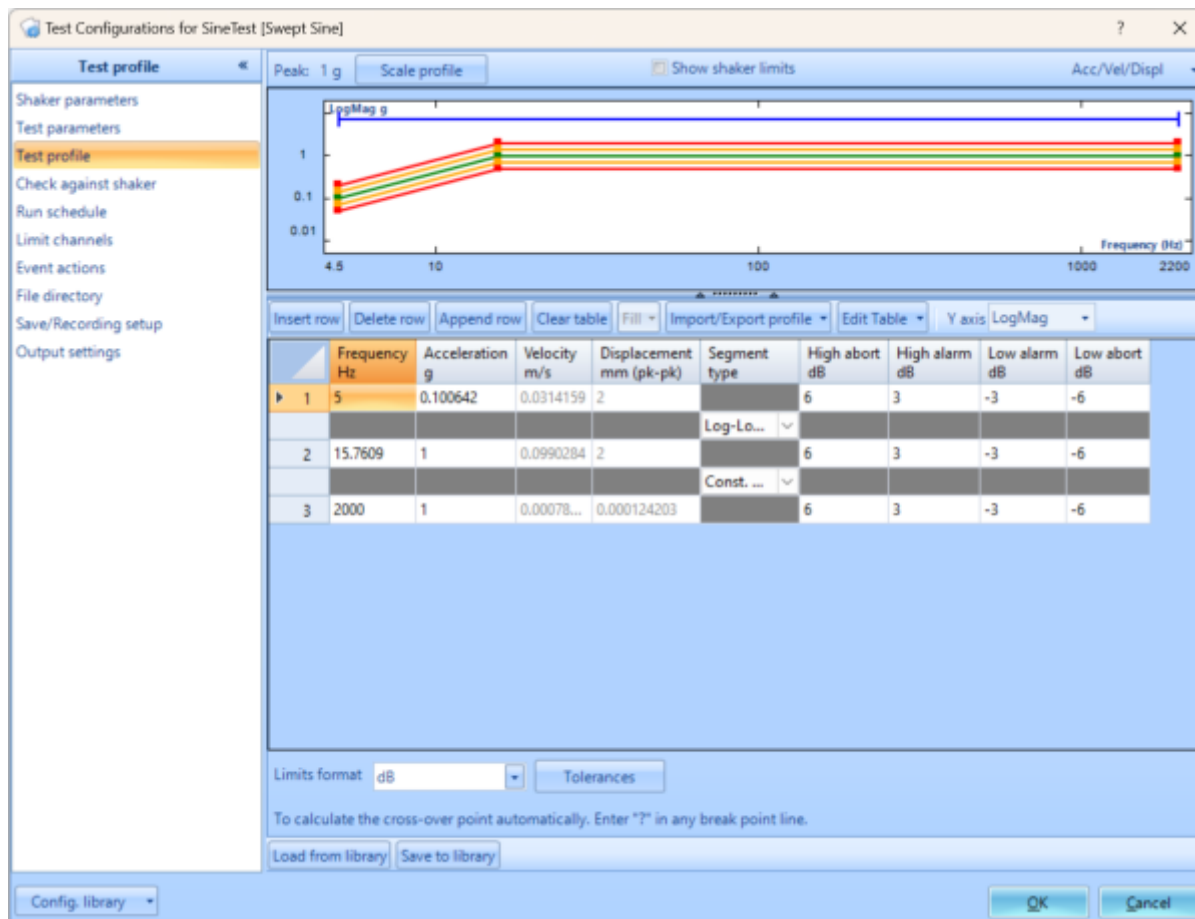 Test Configurations for SineTest [Swept Sine]
?
Test profile «
Peak: 1 g Scale profile Show shaker limits Acc/Vel/Displ
Shaker parameters
Test parameters
Test profile
Check against shaker
Run schedule
Limit channels
Event actions
File directory
Save/Recording setup
Output settings
LogMag g
1
0.1
0.01
Frequency (Hz)
4.5 10 100 1000 2200
Insert row Delete row Append row Clear table Fill Import/Export profile Edit Table Y axis LogMag
Frequency Acceleration Velocity Displacement Segment High abort High alarm Low alarm Low abort
Hz g m/s mm (pk-pk) type dB dB dB dB
1 5 0.100642 0.0314159 2 6 3 -3 -6
Log-Lo...
2 15.7609 1 0.0990284 2 6 3 -3 -6
Const. ...
3 2000 1 0.00078... 0.000124203 6 3 -3 -6
Limits format dB Tolerances
To calculate the cross-over point automatically. Enter "?" in any break point line.
Load from library Save to library
Config. library OK Cancel